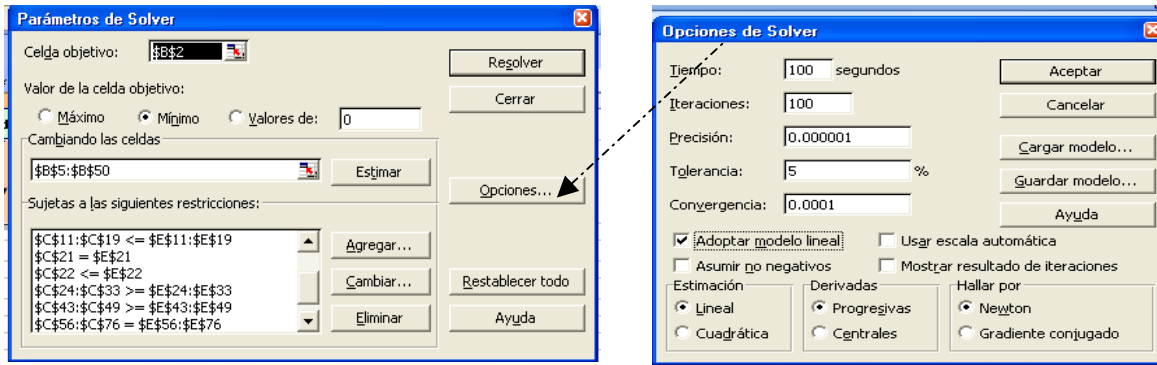 Parámetros de Solver
Celda objetivo:
$B$2
Resolver
Valor de la celda objetivo:
Cerrar
Máximo
Mínimo
Valores de:
0
Cambiando las celdas
$B$5:$B$50
Estimar
Opciones...
Sujetas a las siguientes restricciones:
$C$11:$C$19 <= $E$11:$E$19
$C$21 = $E$21
$C$22 <= $E$22
$C$24:$C$33 >= $E$24:$E$33
$C$43:$C$49 >= $E$43:$E$49
$C$56:$C$76 = $E$56:$E$76
Agregar...
Cambiar...
Restablecer todo
Eliminar
Ayuda
Opciones de Solver
Tiempo:
100
segundos
Aceptar
Iteraciones:
100
Cancelar
Precisión:
0.000001
Cargar modelo...
Tolerancia:
5
%
Guardar modelo...
Convergencia:
0.0001
Ayuda
Adoptar modelo lineal
Usar escala automática
Asumir no negativos
Mostrar resultado de iteraciones
Estimación
Derivadas
Hallar por
Lineal
Progresivas
Newton
Cuadrática
Centrales
Gradiente conjugado